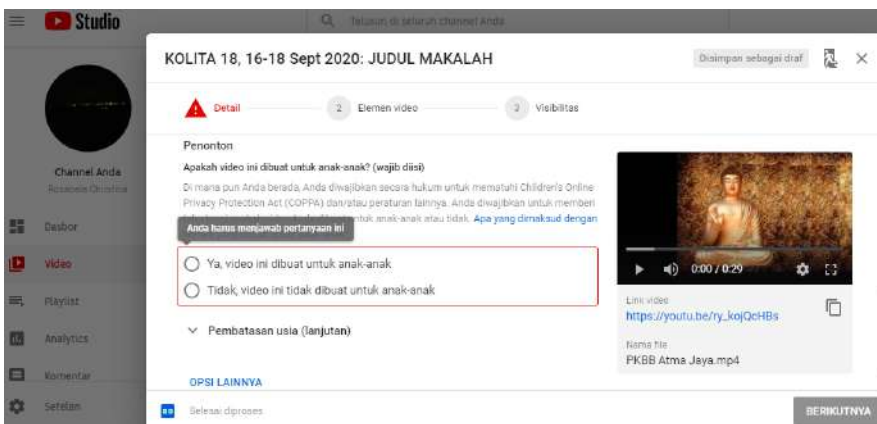 Studio
Telusuri di seluruh channel Anda
KOLITA 18, 16-18 Sept 2020: JUDUL MAKALAH
Disimpan sebagai draf
Detail
2 Elemen video
3 Visibilitas
Penonton
Apakah video ini dibuat untuk anak-anak? (wajib diisi)
Di mana pun Anda berada, Anda diwajibkan secara hukum untuk mematuhi Children's Online
Privacy Protection Act (COPPA) dan/atau peraturan lainnya. Anda diwajibkan untuk memberi
untuk anak-anak atau tidak. Apa yang dimaksud dengan
Anda harus menjawab pertanyaan ini
Ya, video ini dibuat untuk anak-anak
Tidak, video ini tidak dibuat untuk anak-anak
Pembatasan usia (lanjutan)
OPSI LAINNYA
Selesai diproses
BERIKUTNYA
0:00 / 0:29
Link video
https://youtu.be/ry_kojQcHBs
Nama file
PKBB Atma Jaya.mp4
Channel Anda
Dasbor
Video
Playlist
Analytics
Komentar
Setelan